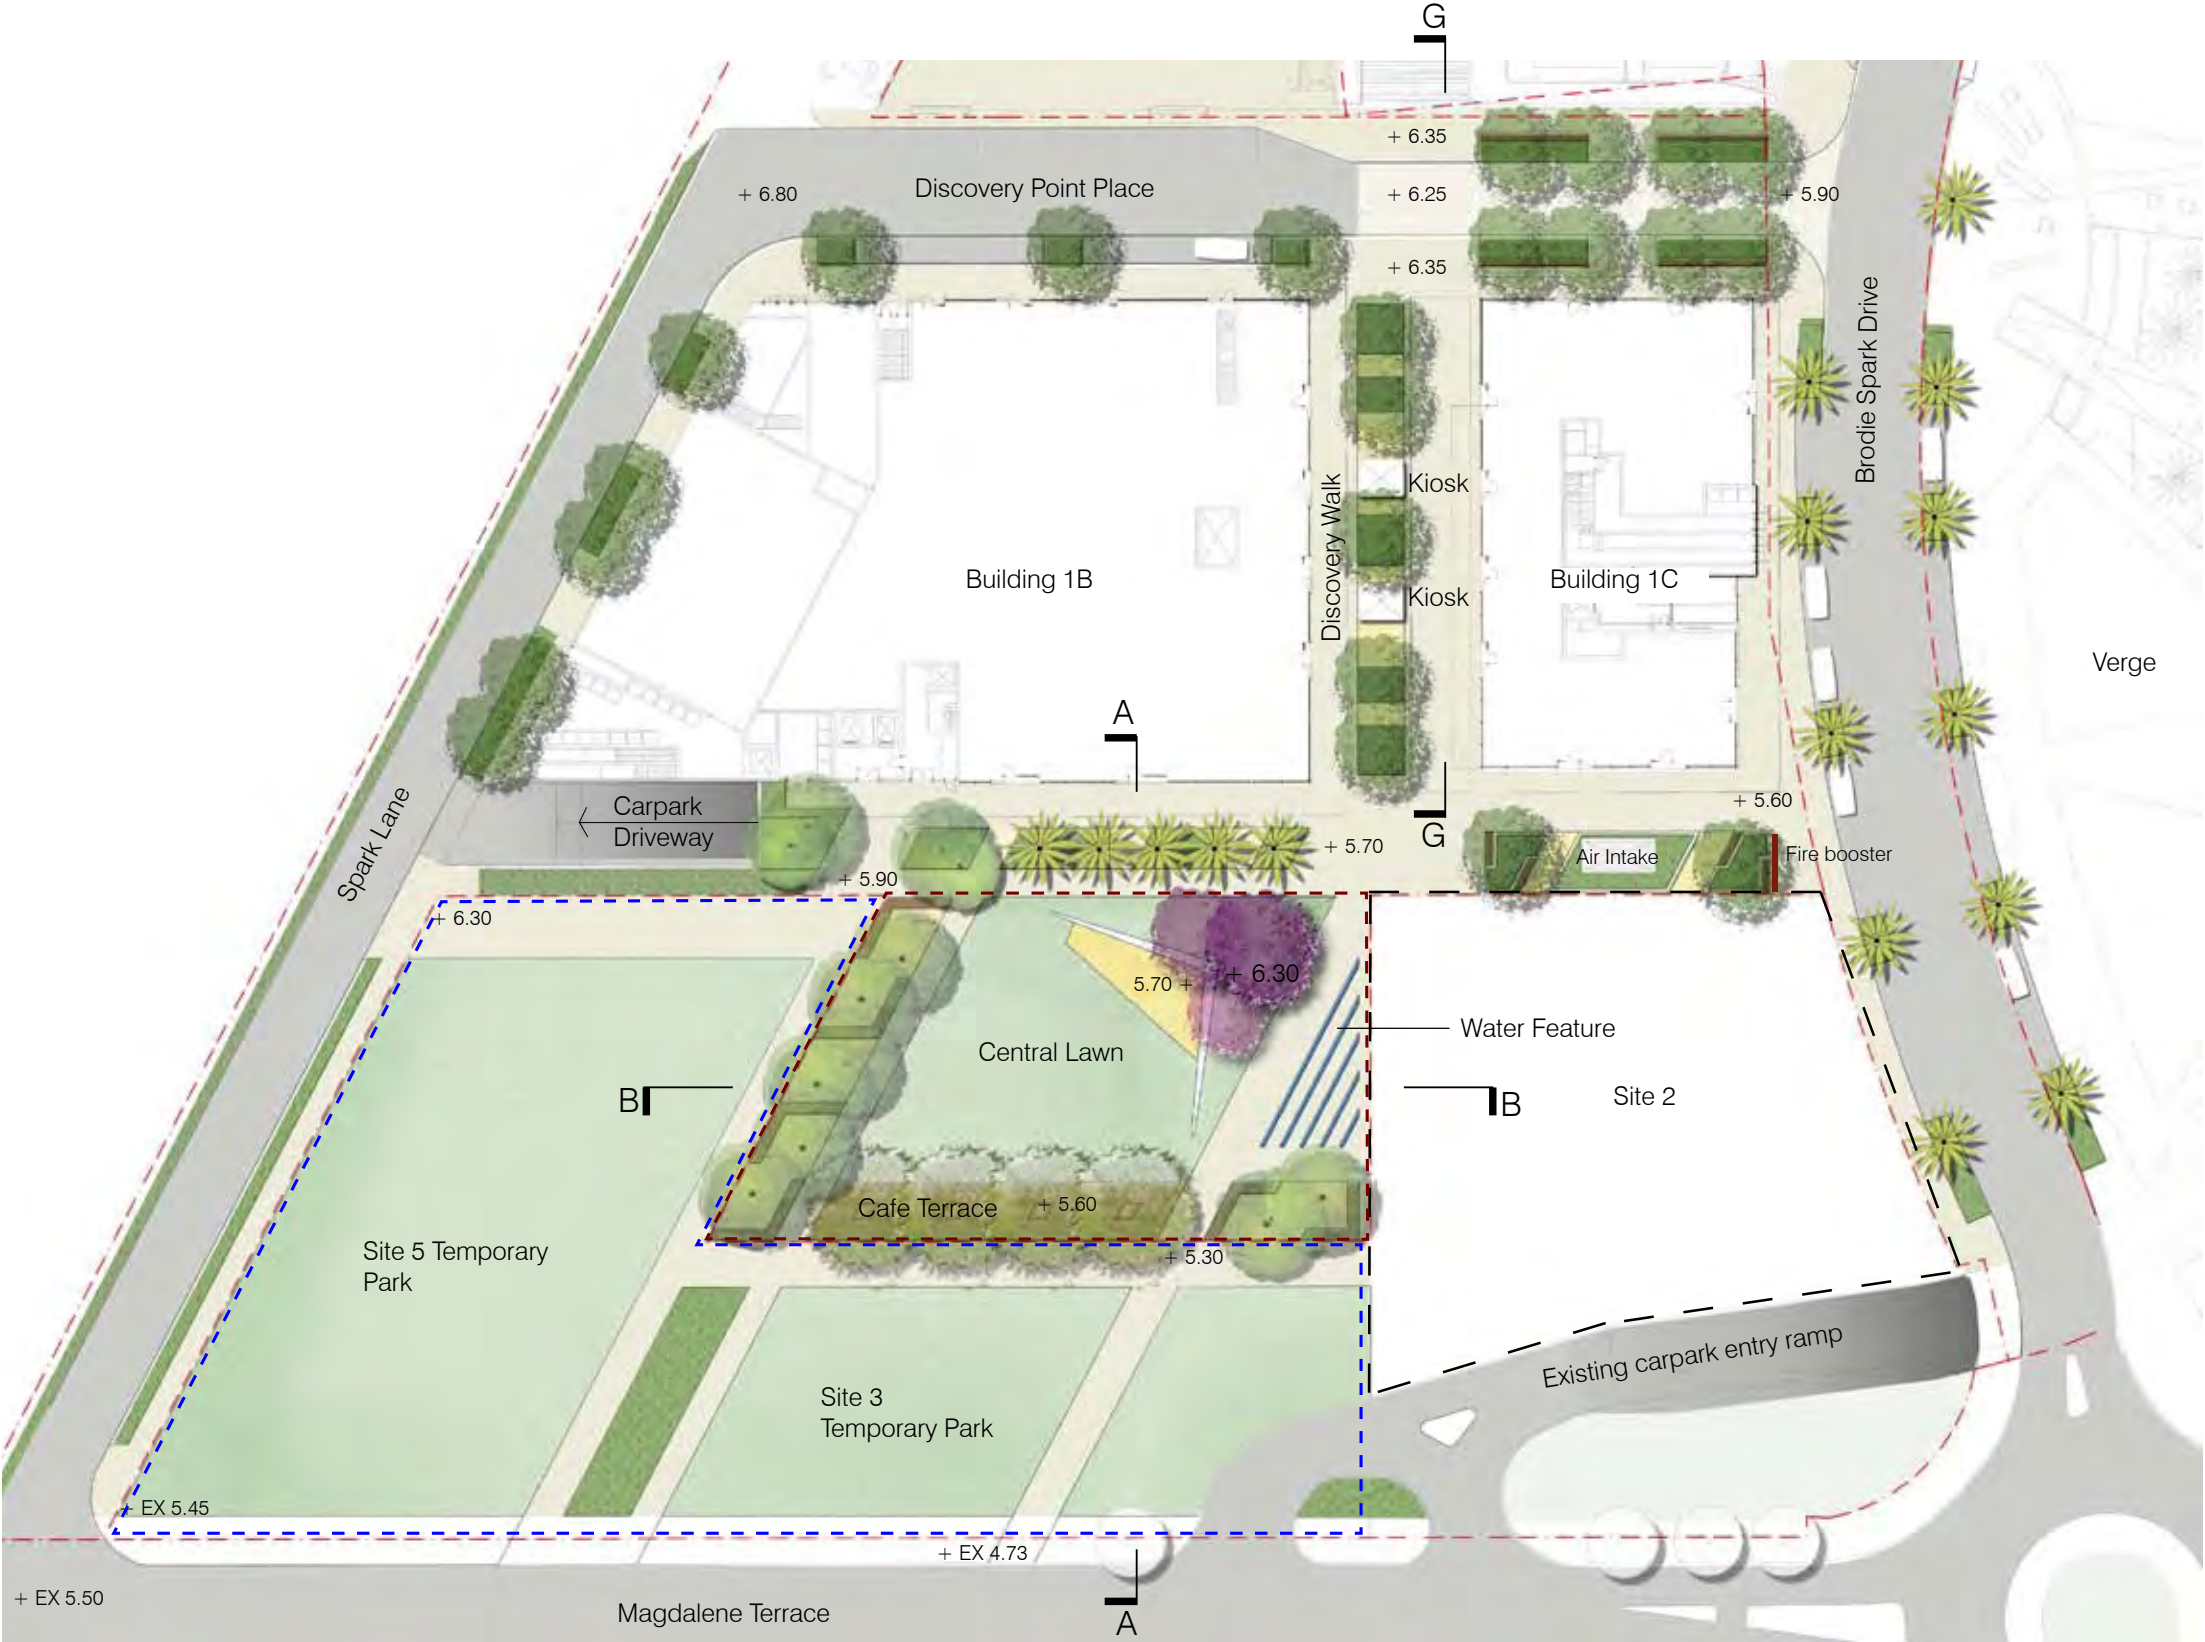 G
+ 6.35
+ 6.80
Discovery Point Place
+ 6.25
+ 5.90
+ 6.35
Brodie Spark Drive
Kiosk
Discovery Walk
Building 1B
Building 1C
Kiosk
Verge
A
Spark Lane
Carpark
Driveway
+ 5.60
G
+ 5.70
Air Intake
Fire booster
+ 5.90
+ 6.30
+ 6.30
5.70 +
Water Feature
Central Lawn
B
B
Site 2
Cafe Terrace
+ 5.60
Site 5 Temporary
Park
+ 5.30
Existing carpark entry ramp
Site 3
Temporary Park
+ EX 5.45
+ EX 4.73
+ EX 5.50
Magdalene Terrace
A